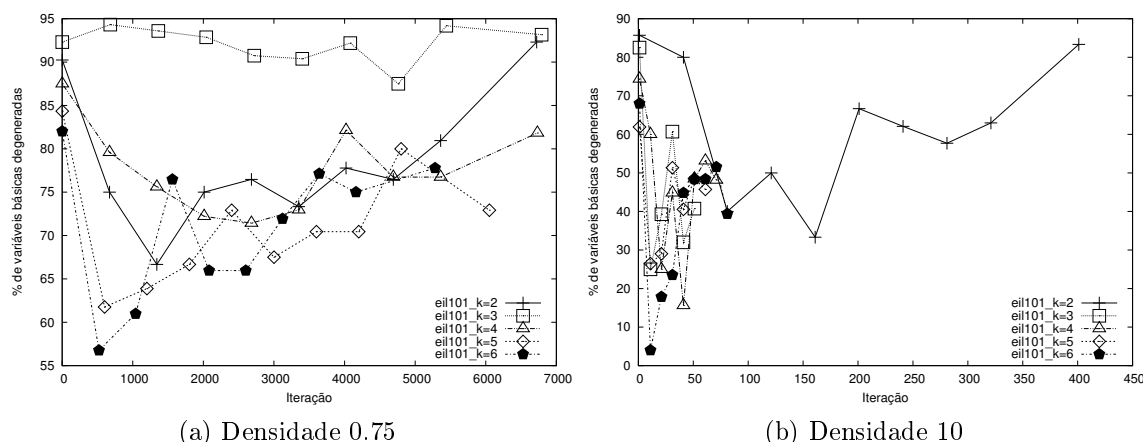 % de variáveis básicas degeneradas
95
90
85
80
75
70
65
60
55
0 1000 2000 3000 4000 5000 6000 7000
Iteração
eil101_k=2
eil101_k=3
eil101_k=4
eil101_k=5
eil101_k=6
(a) Densidade 0.75
% de variáveis básicas degeneradas
90
80
70
60
50
40
30
20
10
0
0 50 100 150 200 250 300 350 400 450
Iteração
eil101_k=2
eil101_k=3
eil101_k=4
eil101_k=5
eil101_k=6
(b) Densidade 10